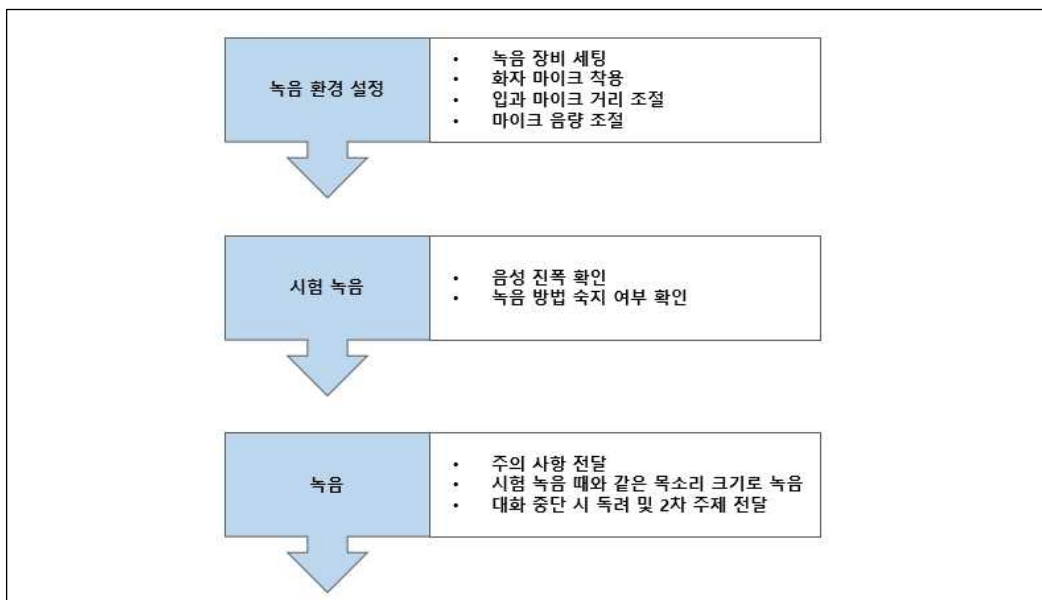 녹음 환경 설정
• 녹음 장비 세팅
• 화자 마이크 착용
• 입과 마이크 거리 조절
• 마이크 음량 조절
시험 녹음
• 음성 진폭 확인
• 녹음 방법 숙지 여부 확인
녹음
• 주의 사항 전달
• 시험 녹음 때와 같은 목소리 크기로 녹음
• 대화 중단 시 독려 및 2차 주제 전달